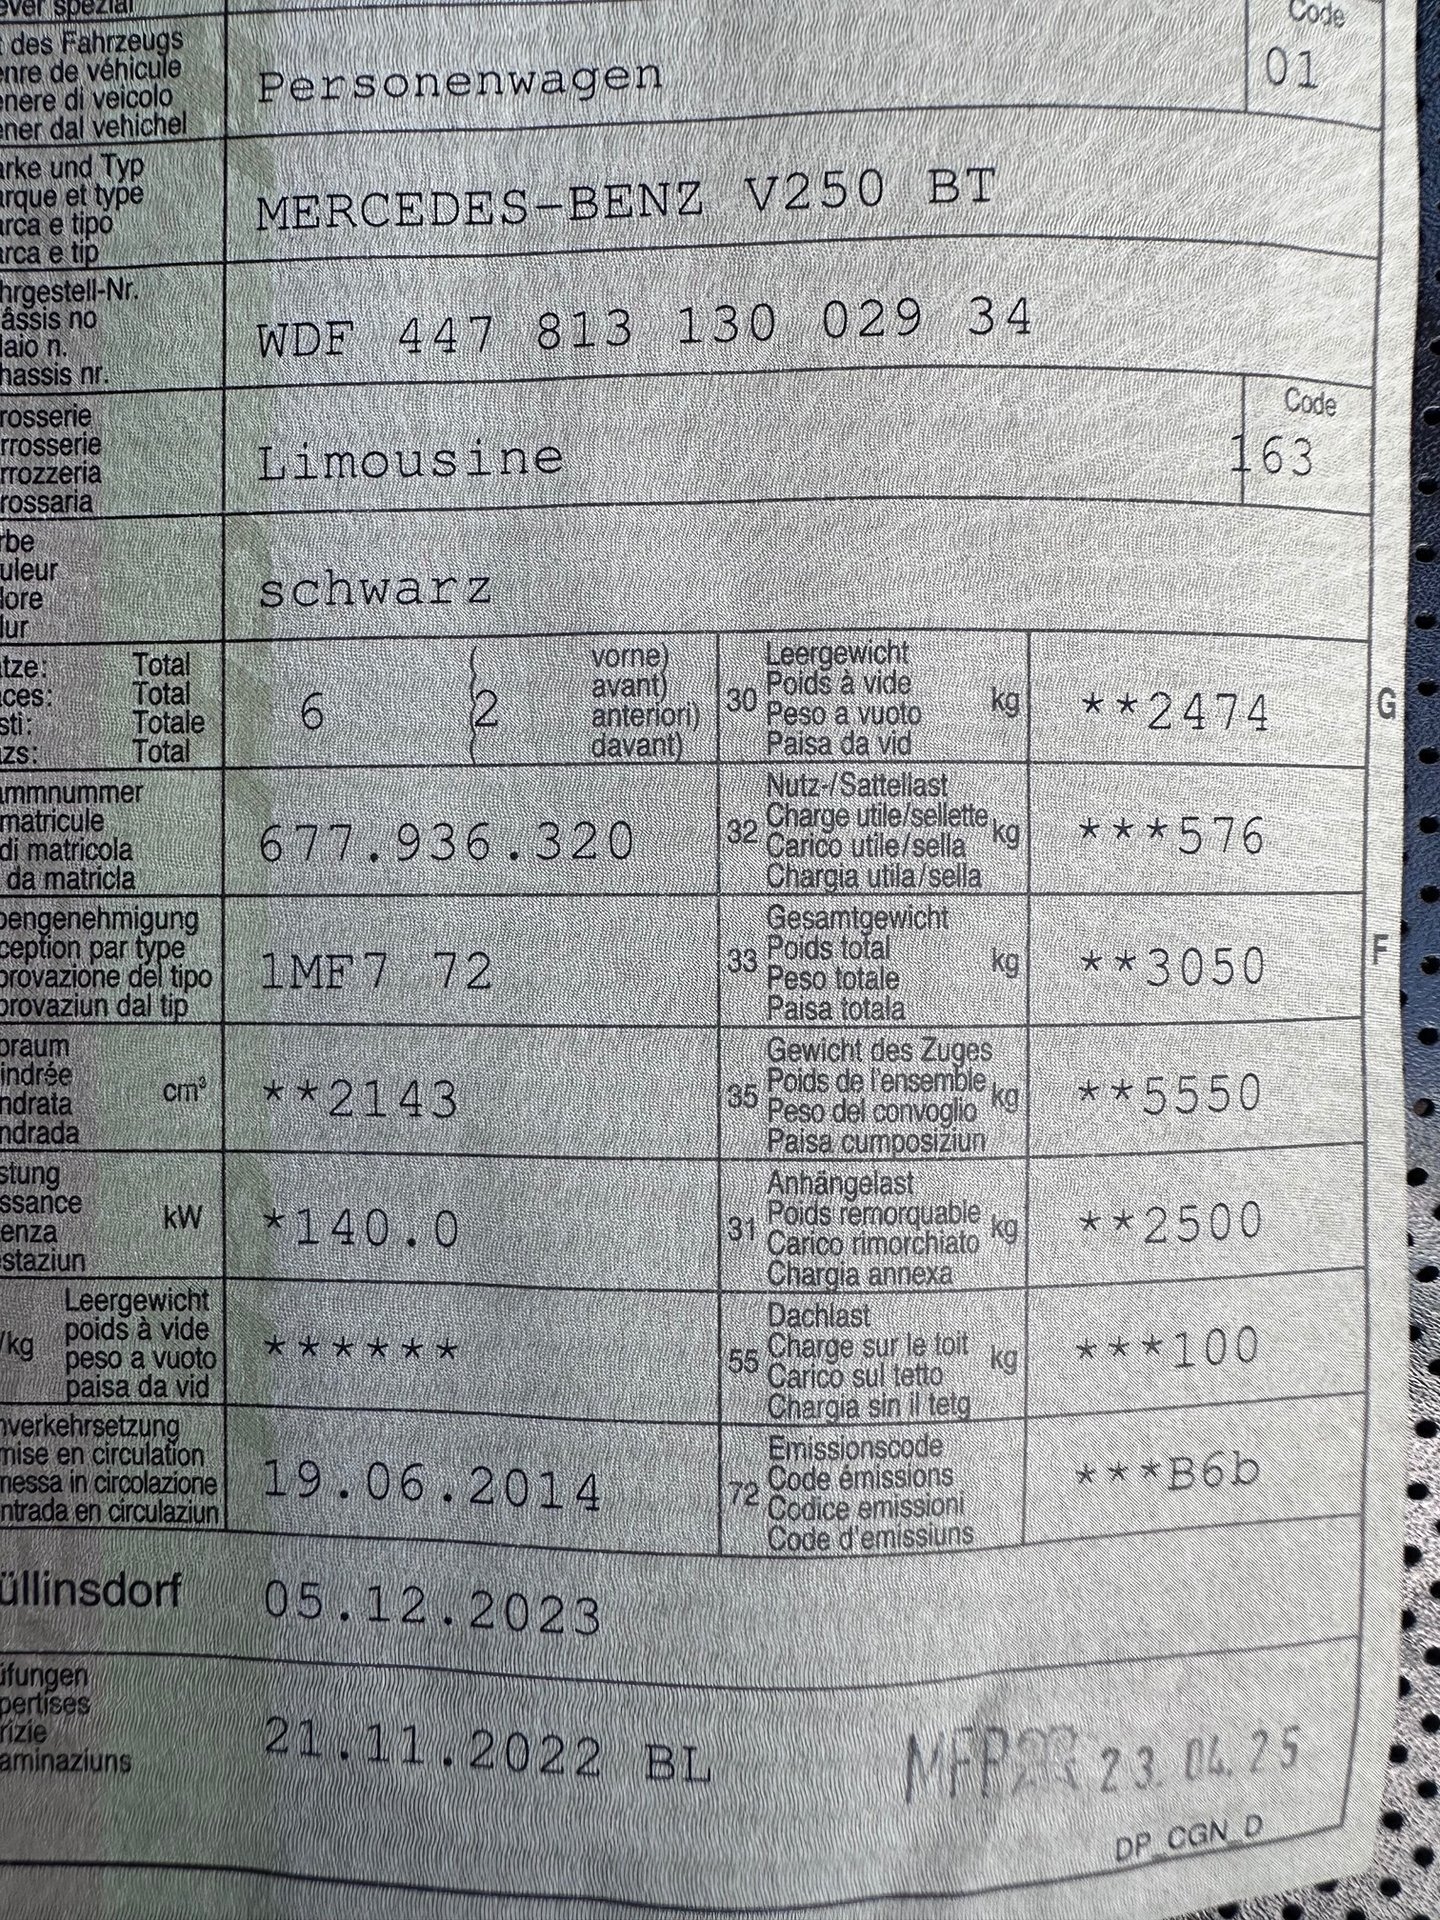 ever spezial
des Fahrzeugs
enre de véhicule
enere di veicolo
ener dal vehichel
Personenwagen
Code
01
arke und Typ
arque et type
arca e tipo
arca e tip
MERCEDES-BENZ V250 BT
hrgestell-Nr.
âssis no
laio n.
hassis nr.
WDF 447 813 130 029 34
rosserie
rrosserie
rrozzeria
rossaria
Limousine
Code
163
rbe
uleur
lore
lur
schwarz
tze: Total
ces: Total
sti: Totale
zs: Total
6 (2 vorne)
avant)
anteriori)
davant)
30 Leergewicht
Poids à vide
Peso a vuoto
Paisa da vid
kg **2474
G
ammnummer
matricule
di matricola
da matricla
677.936.320
32 Nutz-/Sattellast
Charge utile/sellette
Carico utile/sella
Chargia utila/sella
kg ***576
pengenehmigung
ception par type
provazione del tipo
provaziun dal tip
1MF7 72
33 Gesamtgewicht
Poids total
Peso totale
Paisa totala
kg **3050
F
braum
indrée
ndrata
ndrada
cm³ **2143
35 Gewicht des Zuges
Poids de l'ensemble
Peso del convoglio
Paisa cumposiziun
kg **5550
stung
ssance
enza
staziun
kW *140.0
31 Anhängelast
Poids remorquable
Carico rimorchiato
Chargia annexa
kg **2500
/kg Leergewicht
poids à vide
peso a vuoto
paisa da vid
******
55 Dachlast
Charge sur le toit
Carico sul tetto
Chargia sin il tetg
kg ***100
nverkehrsetzung
mise en circulation
messa in circolazione
ntrada en circulaziun
19.06.2014
72 Emissionscode
Code émissions
Codice emissioni
Code d'emissiuns
***B6b
üllinsdorf 05.12.2023
üfungen
pertises
rizie
aminaziuns
21.11.2022 BL
23.04.25
DP_CGN_D